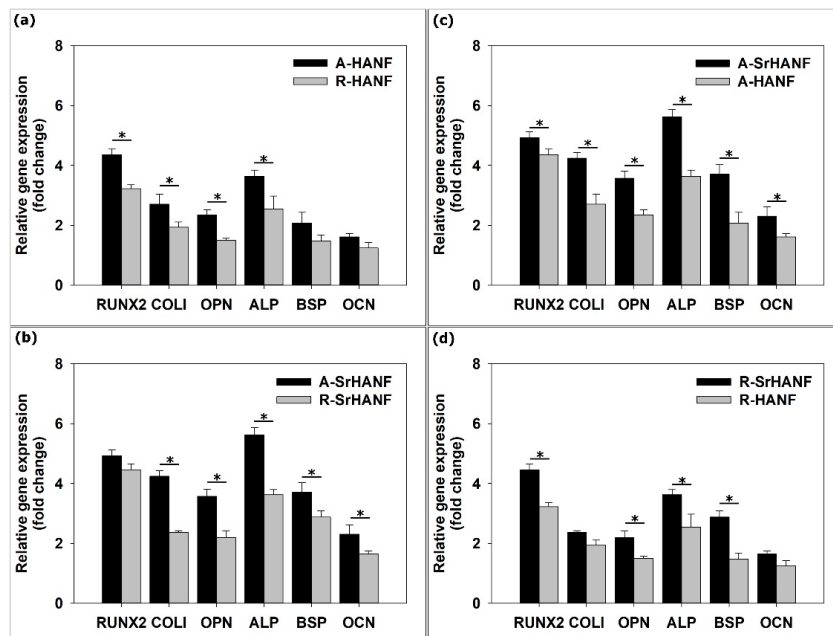 (a)
A-HANF
R-HANF
Relative gene expression
(fold change)
8
6
4
2
0
*
*
*
*
RUNX2 COLI OPN ALP BSP OCN
(c)
A-SrHANF
A-HANF
Relative gene expression
(fold change)
8
6
4
2
0
*
*
*
*
*
*
RUNX2 COLI OPN ALP BSP OCN
(b)
A-SrHANF
R-SrHANF
Relative gene expression
(fold change)
8
6
4
2
0
*
*
*
*
*
RUNX2 COLI OPN ALP BSP OCN
(d)
R-SrHANF
R-HANF
Relative gene expression
(fold change)
8
6
4
2
0
*
*
*
*
RUNX2 COLI OPN ALP BSP OCN